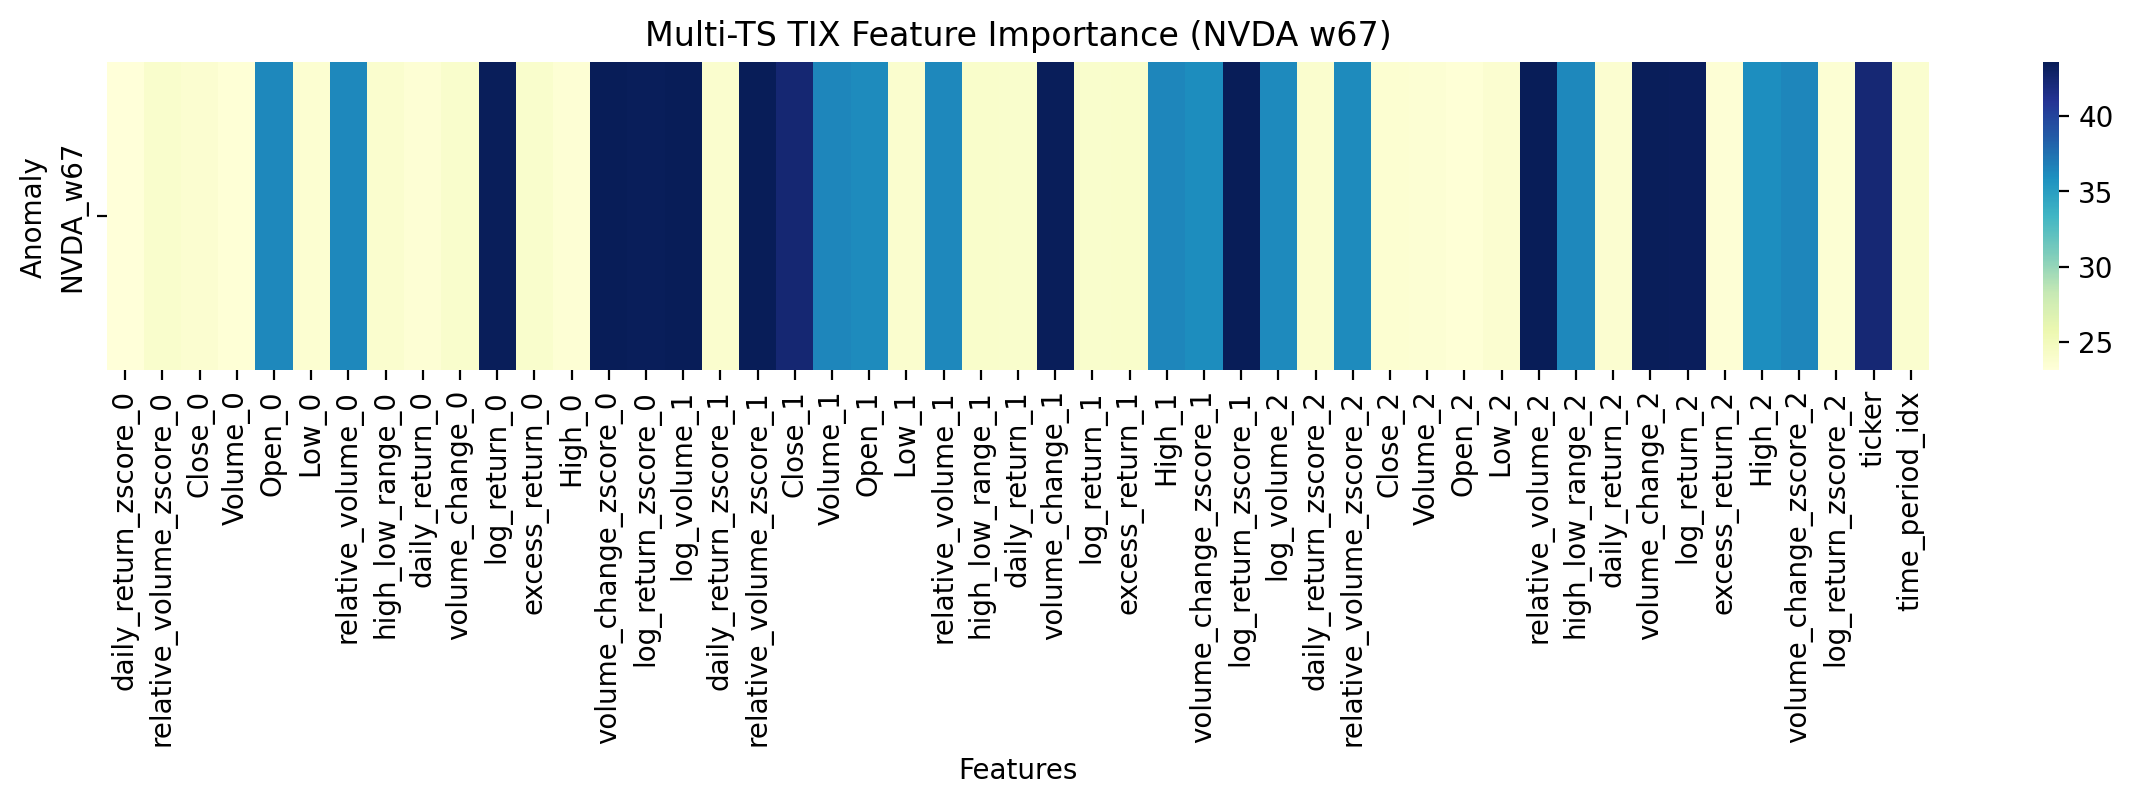 Multi-TS TIX Feature Importance (NVDA w67)
Anomaly
NVDA_w67
40
35
30
25
daily_return_zscore_0
relative_volume_zscore_0
Close_0
Volume_0
Open_0
Low_0
relative_volume_0
high_low_range_0
daily_return_0
volume_change_0
log_return_0
excess_return_0
High_0
volume_change_zscore_0
log_return_zscore_0
log_volume_1
daily_return_zscore_1
relative_volume_zscore_1
Close_1
Volume_1
Open_1
Low_1
relative_volume_1
high_low_range_1
daily_return_1
volume_change_1
log_return_1
excess_return_1
High_1
volume_change_zscore_1
log_return_zscore_1
log_volume_2
daily_return_zscore_2
relative_volume_zscore_2
Close_2
Volume_2
Open_2
Low_2
relative_volume_2
high_low_range_2
daily_return_2
volume_change_2
log_return_2
excess_return_2
High_2
volume_change_zscore_2
log_return_zscore_2
ticker
time_period_idx
Features